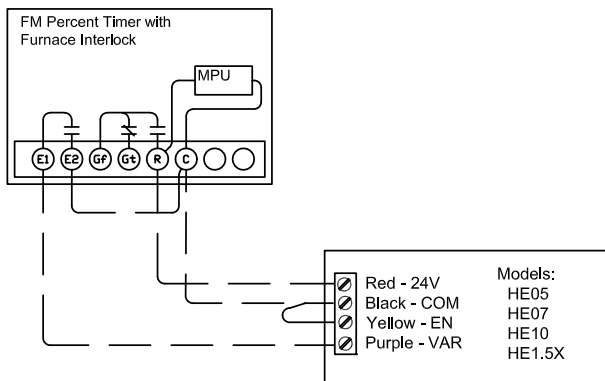 FM Percent Timer with
Furnace Interlock
MPU
E1 E2 Gf Gt R C
Red - 24V
Black - COM
Yellow - EN
Purple - VAR
Models:
HE05
HE07
HE10
HE1.5X